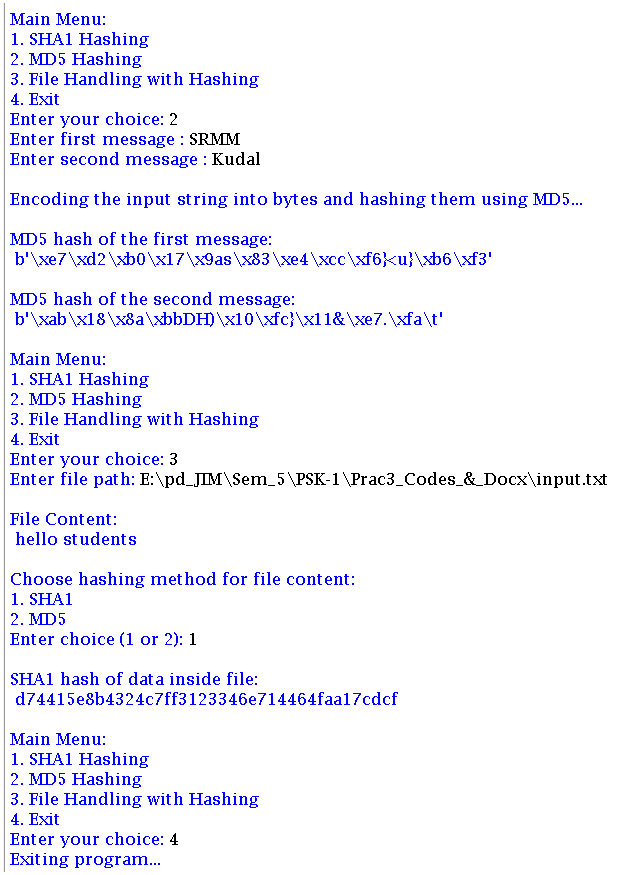 Main Menu:
1. SHA1 Hashing
2. MD5 Hashing
3. File Handling with Hashing
4. Exit
Enter your choice: 2
Enter first message : SRMM
Enter second message : Kudal
Encoding the input string into bytes and hashing them using MD5...
MD5 hash of the first message:
b'\xe7\xd2\xb0\x17\x9as\x83\xe4\xcc\xf6}<u}\xb6\xf3'
MD5 hash of the second message:
b'\xab\x18\x8a\xbbDH)\x10\xfc}\x11&\xe7.\xfa\t'
Main Menu:
1. SHA1 Hashing
2. MD5 Hashing
3. File Handling with Hashing
4. Exit
Enter your choice: 3
Enter file path: E:\pd_JIM\Sem_5\PSK-1\Prac3_Codes_&_Docx\input.txt
File Content:
hello students
Choose hashing method for file content:
1. SHA1
2. MD5
Enter choice (1 or 2): 1
SHA1 hash of data inside file:
d74415e8b4324c7ff3123346e714464faa17cdcf
Main Menu:
1. SHA1 Hashing
2. MD5 Hashing
3. File Handling with Hashing
4. Exit
Enter your choice: 4
Exiting program...